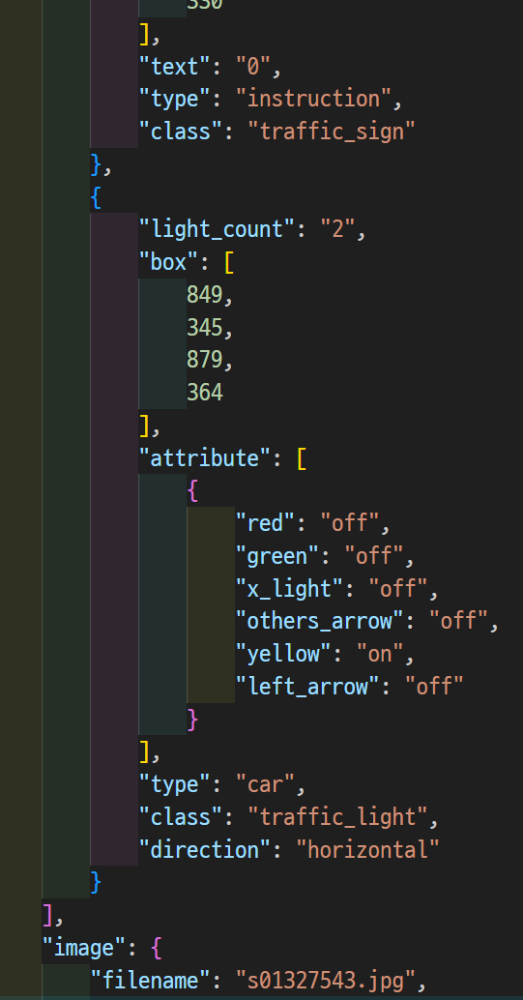 330
],
"text": "0",
"type": "instruction",
"class": "traffic_sign"
},
{
"light_count": "2",
"box": [
849,
345,
879,
364
],
"attribute": [
{
"red": "off",
"green": "off",
"x_light": "off",
"others_arrow": "off",
"yellow": "on",
"left_arrow": "off"
}
],
"type": "car",
"class": "traffic_light",
"direction": "horizontal"
}
],
"image": {
"filename": "s01327543.jpg",